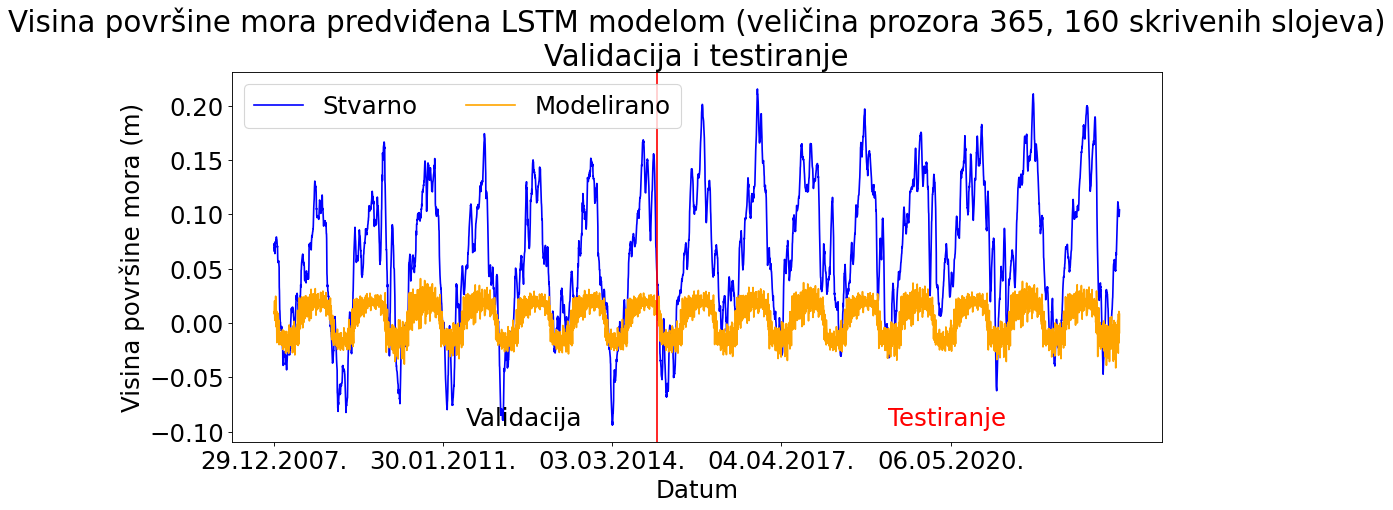 Visina površine mora predviđena LSTM modelom (veličina prozora 365, 160 skrivenih slojeva)
Validacija i testiranje
Stvarno Modelirano
Visina površine mora (m)
0.20
0.15
0.10
0.05
0.00
−0.05
−0.10
Validacija Testiranje
29.12.2007. 30.01.2011. 03.03.2014. 04.04.2017. 06.05.2020.
Datum